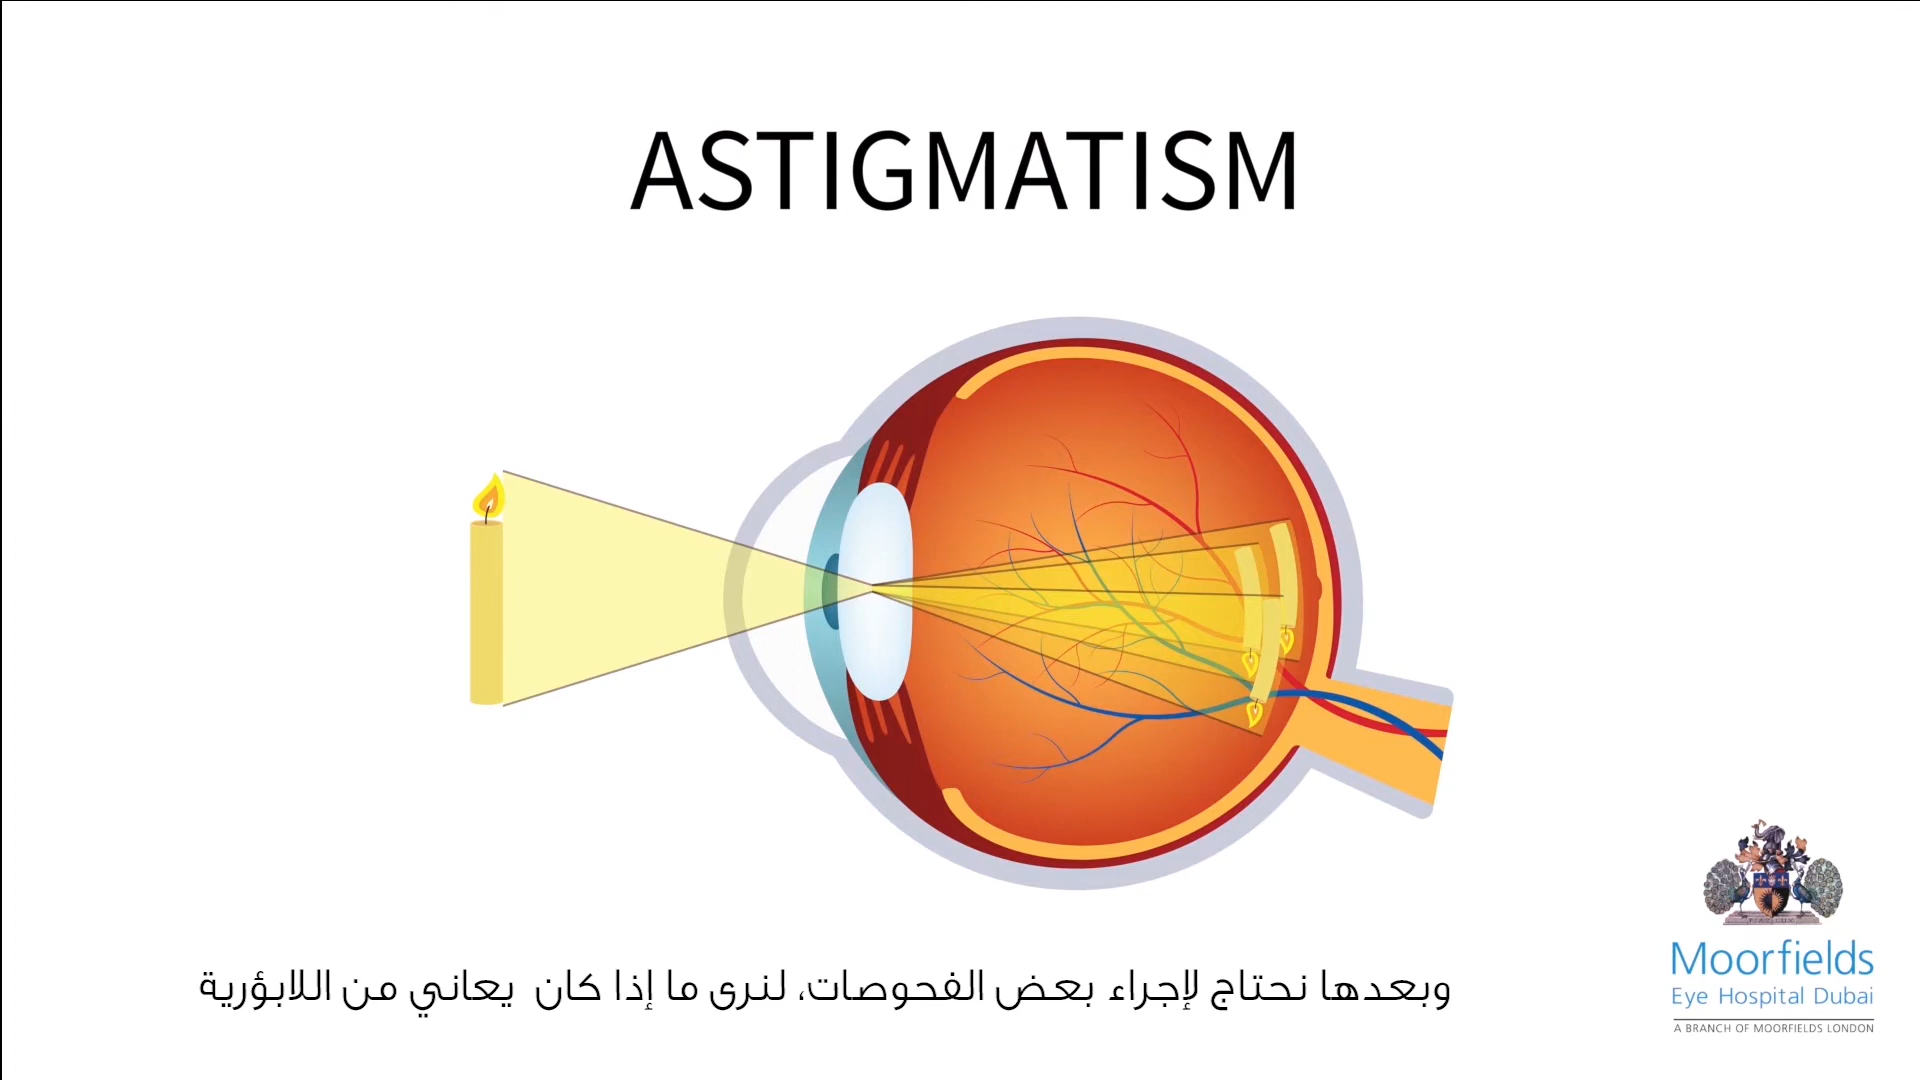 ASTIGMATISM
وبعدها نحتاج لإجراء بعض الفحوصات، لنرى ما إذا كان يعاني من اللابؤرية
Moorfields
Eye Hospital Dubai
A BRANCH OF MOORFIELDS LONDON